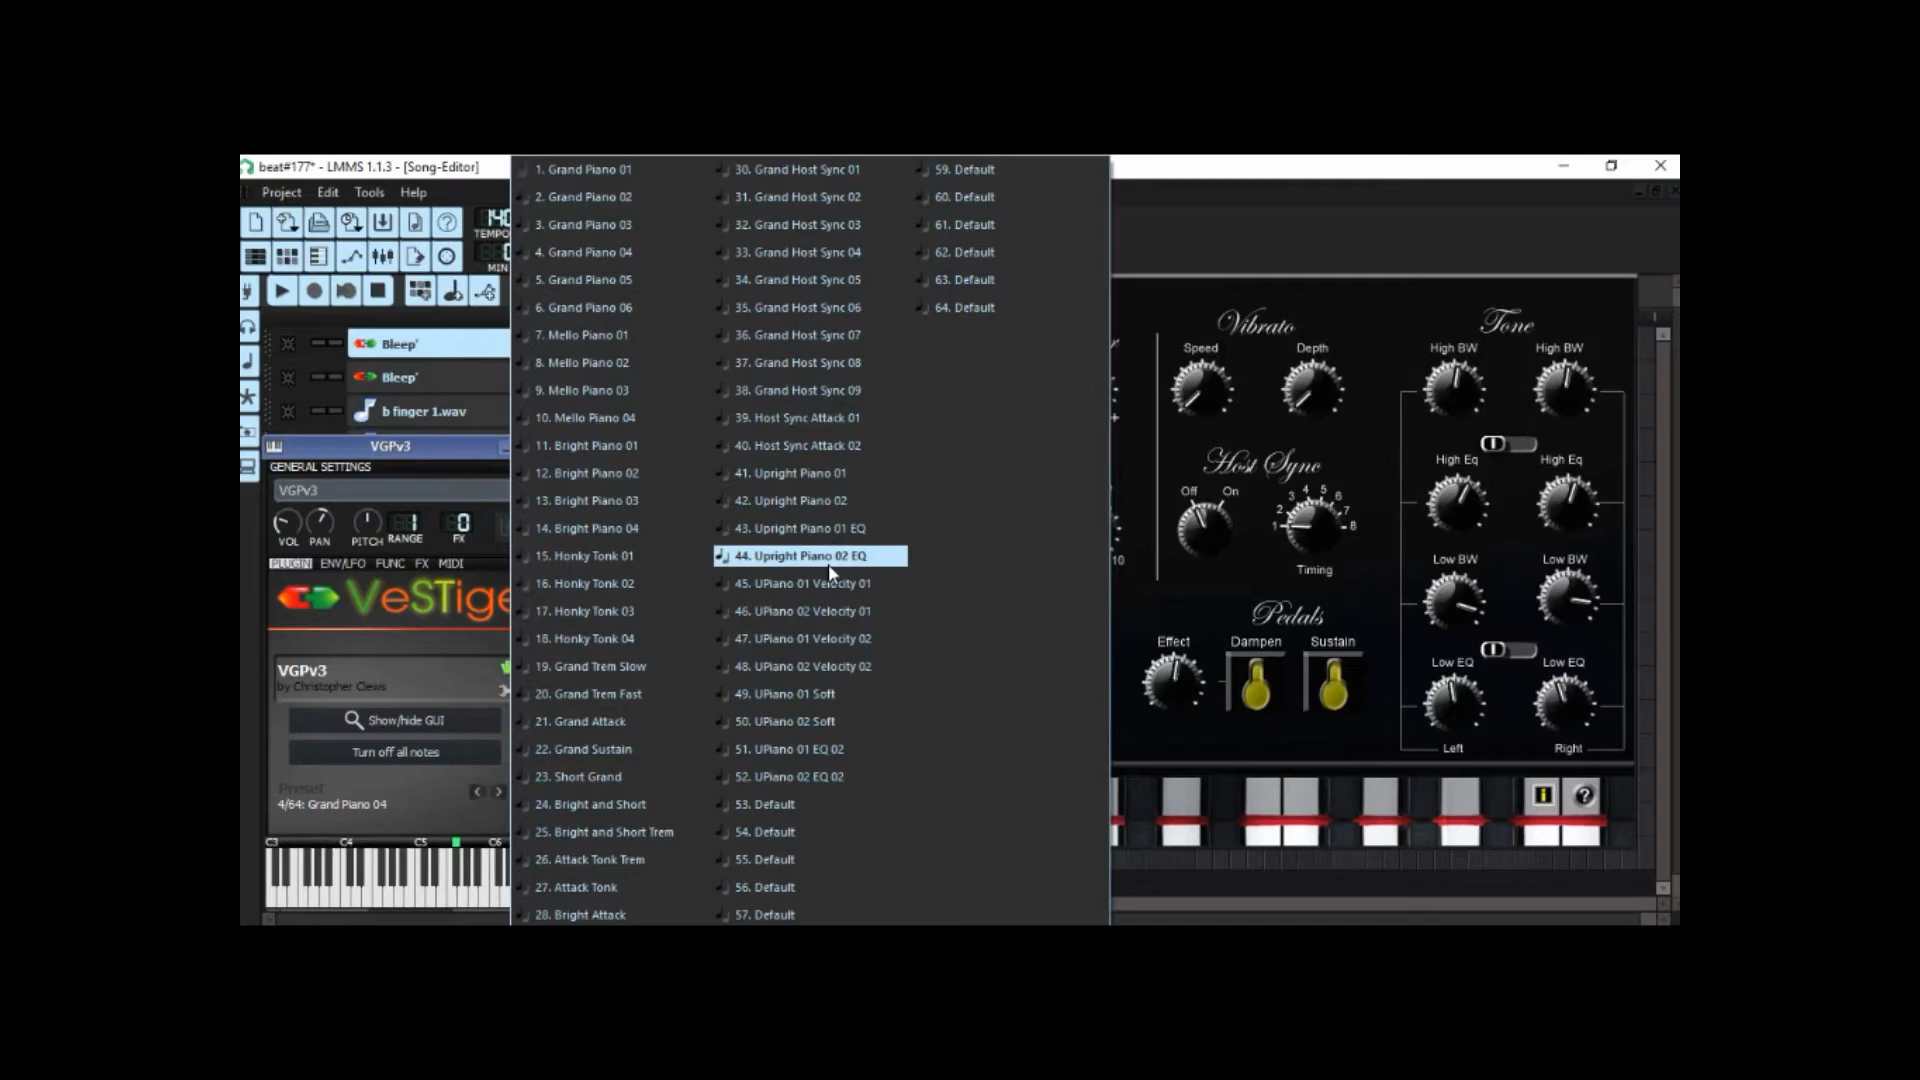 beat#177* - LMMS 1.1.3 - [Song-Editor]
Project Edit Tools Help
TEMPO
MIN
Bleep'
Bleep'
b finger 1.wav
VGPv3
GENERAL SETTINGS
VGPv3
VOL PAN PITCH RANGE FX
PLUGIN ENV/LFO FUNC FX MIDI
VeSTige
VGPv3
by Christopher Clews
Show/hide GUI
Turn off all notes
Preset
4/64: Grand Piano 04
C3 C4 C5 C6
1. Grand Piano 01
2. Grand Piano 02
3. Grand Piano 03
4. Grand Piano 04
5. Grand Piano 05
6. Grand Piano 06
7. Mello Piano 01
8. Mello Piano 02
9. Mello Piano 03
10. Mello Piano 04
11. Bright Piano 01
12. Bright Piano 02
13. Bright Piano 03
14. Bright Piano 04
15. Honky Tonk 01
16. Honky Tonk 02
17. Honky Tonk 03
18. Honky Tonk 04
19. Grand Trem Slow
20. Grand Trem Fast
21. Grand Attack
22. Grand Sustain
23. Short Grand
24. Bright and Short
25. Bright and Short Trem
26. Attack Tonk Trem
27. Attack Tonk
28. Bright Attack
30. Grand Host Sync 01
31. Grand Host Sync 02
32. Grand Host Sync 03
33. Grand Host Sync 04
34. Grand Host Sync 05
35. Grand Host Sync 06
36. Grand Host Sync 07
37. Grand Host Sync 08
38. Grand Host Sync 09
39. Host Sync Attack 01
40. Host Sync Attack 02
41. Upright Piano 01
42. Upright Piano 02
43. Upright Piano 01 EQ
44. Upright Piano 02 EQ
45. UPiano 01 Velocity 01
46. UPiano 02 Velocity 01
47. UPiano 01 Velocity 02
48. UPiano 02 Velocity 02
49. UPiano 01 Soft
50. UPiano 02 Soft
51. UPiano 01 EQ 02
52. UPiano 02 EQ 02
53. Default
54. Default
55. Default
56. Default
57. Default
59. Default
60. Default
61. Default
62. Default
63. Default
64. Default
Vibrato
Speed Depth
Host Sync
Off On
1 2 3 4 5 6 7 8
Timing
10
Pedals
Effect Dampen Sustain
Tone
High BW High BW
High Eq High Eq
Low BW Low BW
Low EQ Low EQ
Left Right